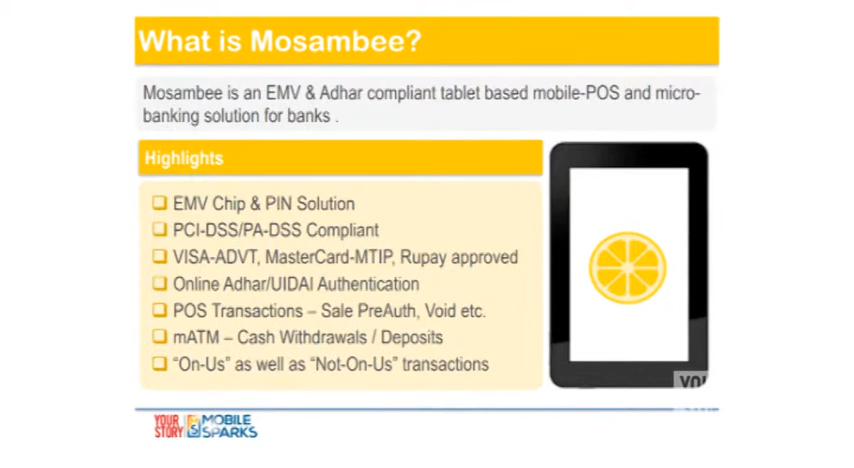 What is Mosambee?
Mosambee is an EMV & Adhar compliant tablet based mobile-POS and micro-
banking solution for banks .
Highlights
EMV Chip & PIN Solution
PCI-DSS/PA-DSS Compliant
VISA-ADVT, MasterCard-MTIP, Rupay approved
Online Adhar/UIDAI Authentication
POS Transactions – Sale PreAuth, Void etc.
mATM – Cash Withdrawals / Deposits
“On-Us” as well as “Not-On-Us” transactions
YOUR
STORY
MOBILE
SPARKS